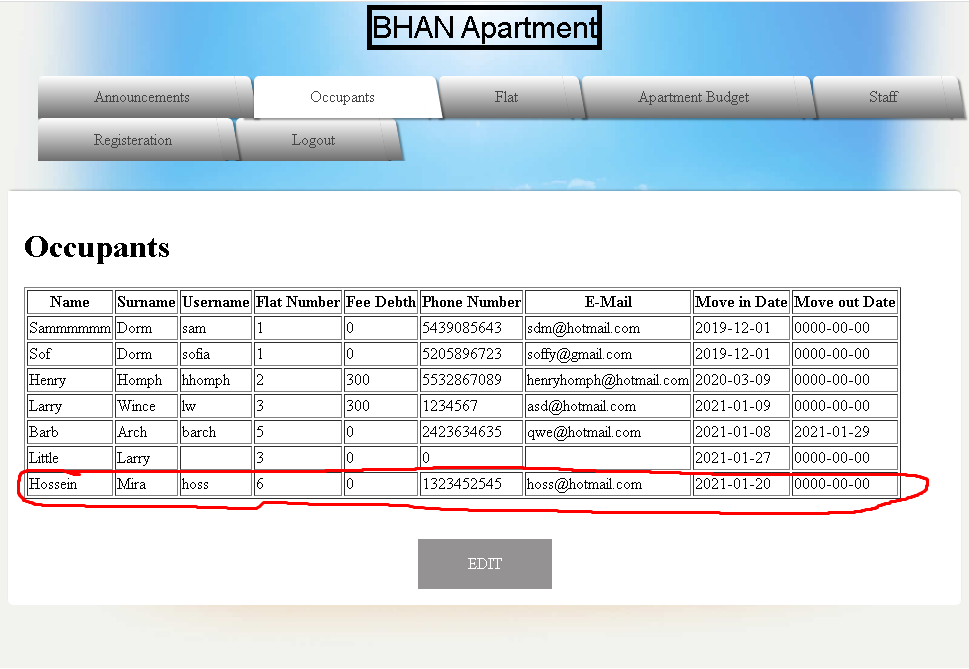 BHAN Apartment
Announcements Occupants Flat Apartment Budget Staff
Registeration Logout
Occupants
Name Surname Username Flat Number Fee Debth Phone Number E-Mail Move in Date Move out Date
Sammmmmm Dorm sam 1 0 5439085643 sdm@hotmail.com 2019-12-01 0000-00-00
Sof Dorm sofia 1 0 5205896723 soffy@gmail.com 2019-12-01 0000-00-00
Henry Homph hhomph 2 300 5532867089 henryhomph@hotmail.com 2020-03-09 0000-00-00
Larry Wince lw 3 300 1234567 asd@hotmail.com 2021-01-09 0000-00-00
Barb Arch barch 5 0 2423634635 qwe@hotmail.com 2021-01-08 2021-01-29
Little Larry 3 0 0 2021-01-27 0000-00-00
Hossein Mira hoss 6 0 1323452545 hoss@hotmail.com 2021-01-20 0000-00-00
EDIT